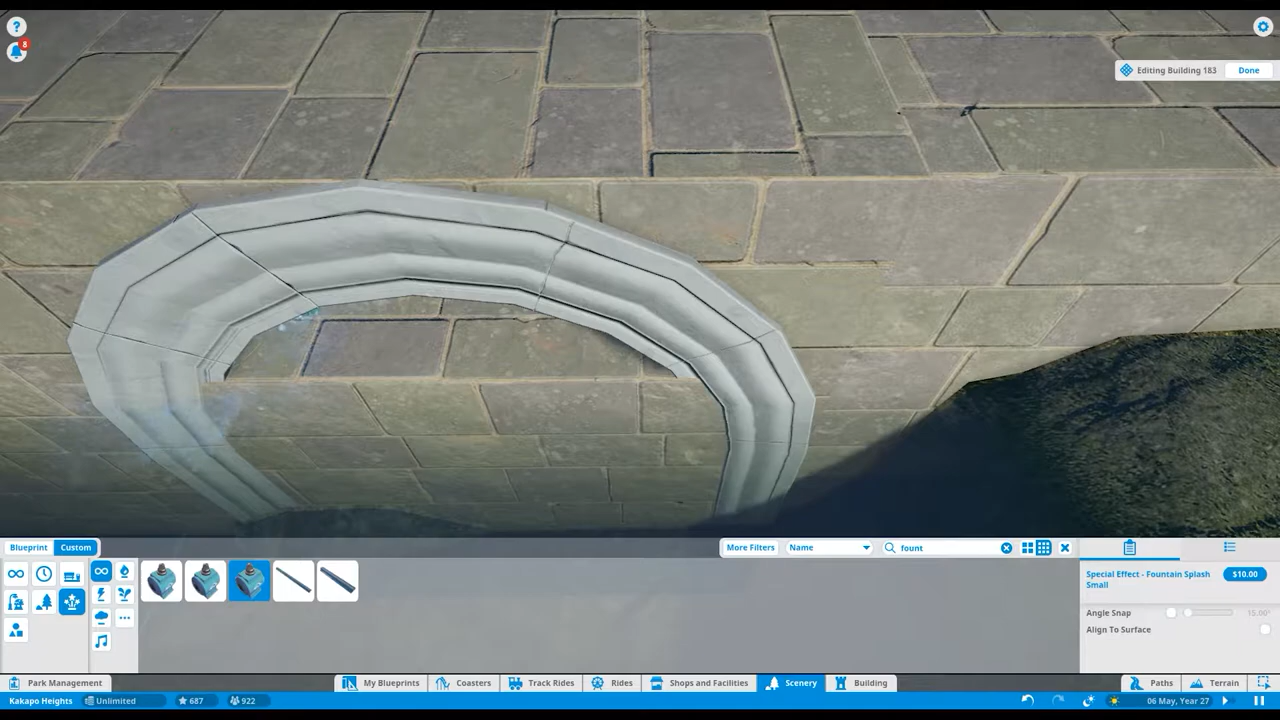 ?
8
Editing Building 183 Done
Blueprint Custom
More Filters Name fount
Special Effect - Fountain Splash Small $10.00
Angle Snap 15.00°
Align To Surface
Park Management My Blueprints Coasters Track Rides Rides Shops and Facilities Scenery Building Paths Terrain
Kakapo Heights Unlimited 687 922 06 May, Year 27